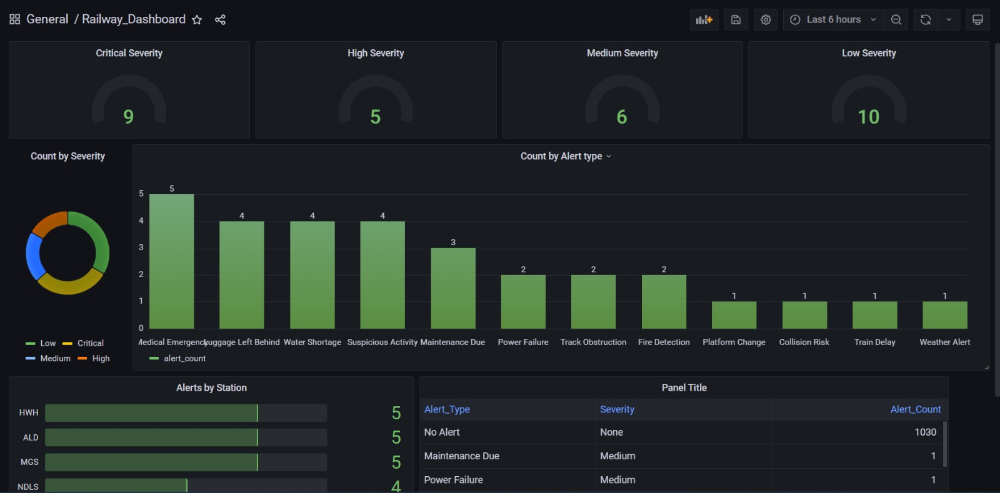 General / Railway_Dashboard
Last 6 hours
Critical Severity
High Severity
Medium Severity
Low Severity
9
5
6
10
Count by Severity
Low
Critical
Medium
High
Count by Alert type
5
4
3
2
1
0
5
4
4
4
3
2
2
2
1
1
1
1
Medical Emergency
Luggage Left Behind
Water Shortage
Suspicious Activity
Maintenance Due
Power Failure
Track Obstruction
Fire Detection
Platform Change
Collision Risk
Train Delay
Weather Alert
alert_count
Alerts by Station
HWH 5
ALD 5
MGS 5
NDLS 4
Panel Title
Alert_Type Severity Alert_Count
No Alert None 1030
Maintenance Due Medium 1
Power Failure Medium 1